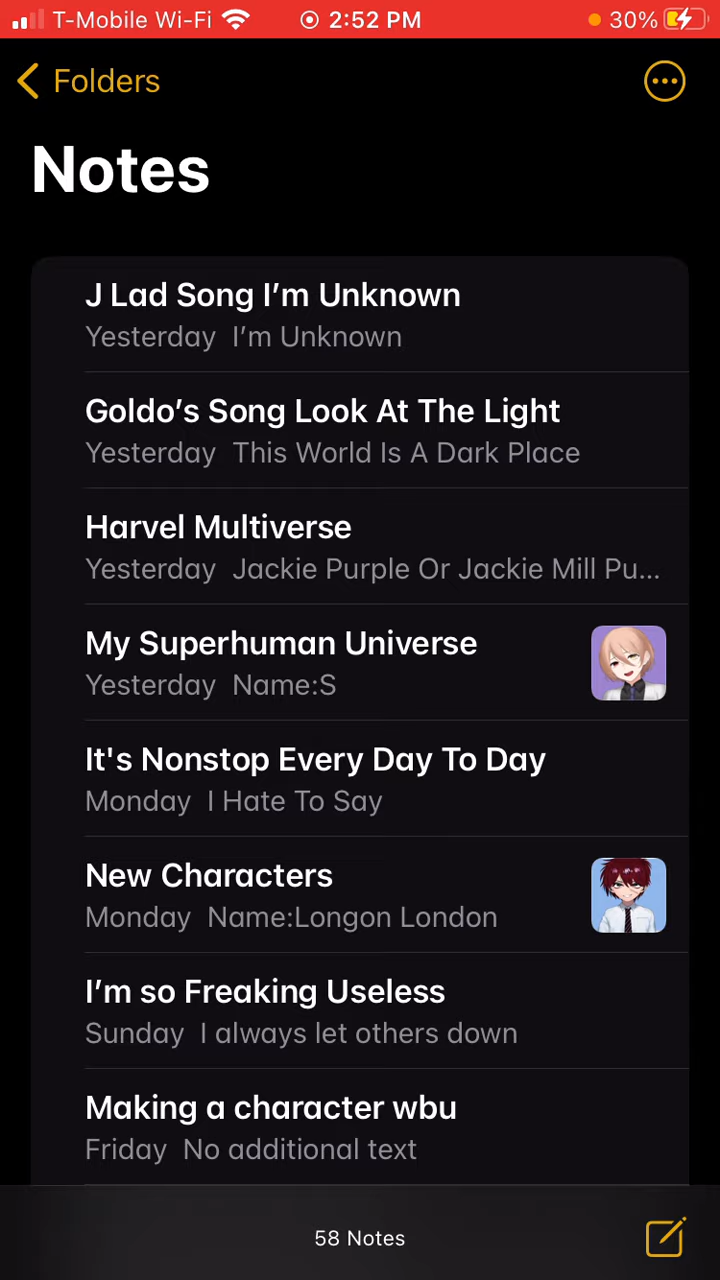 T-Mobile Wi-Fi 2:52 PM 30%
Folders
Notes
J Lad Song I’m Unknown
Yesterday I’m Unknown
Goldo’s Song Look At The Light
Yesterday This World Is A Dark Place
Harvel Multiverse
Yesterday Jackie Purple Or Jackie Mill Pu...
My Superhuman Universe
Yesterday Name:S
It's Nonstop Every Day To Day
Monday I Hate To Say
New Characters
Monday Name:Longon London
I’m so Freaking Useless
Sunday I always let others down
Making a character wbu
Friday No additional text
58 Notes